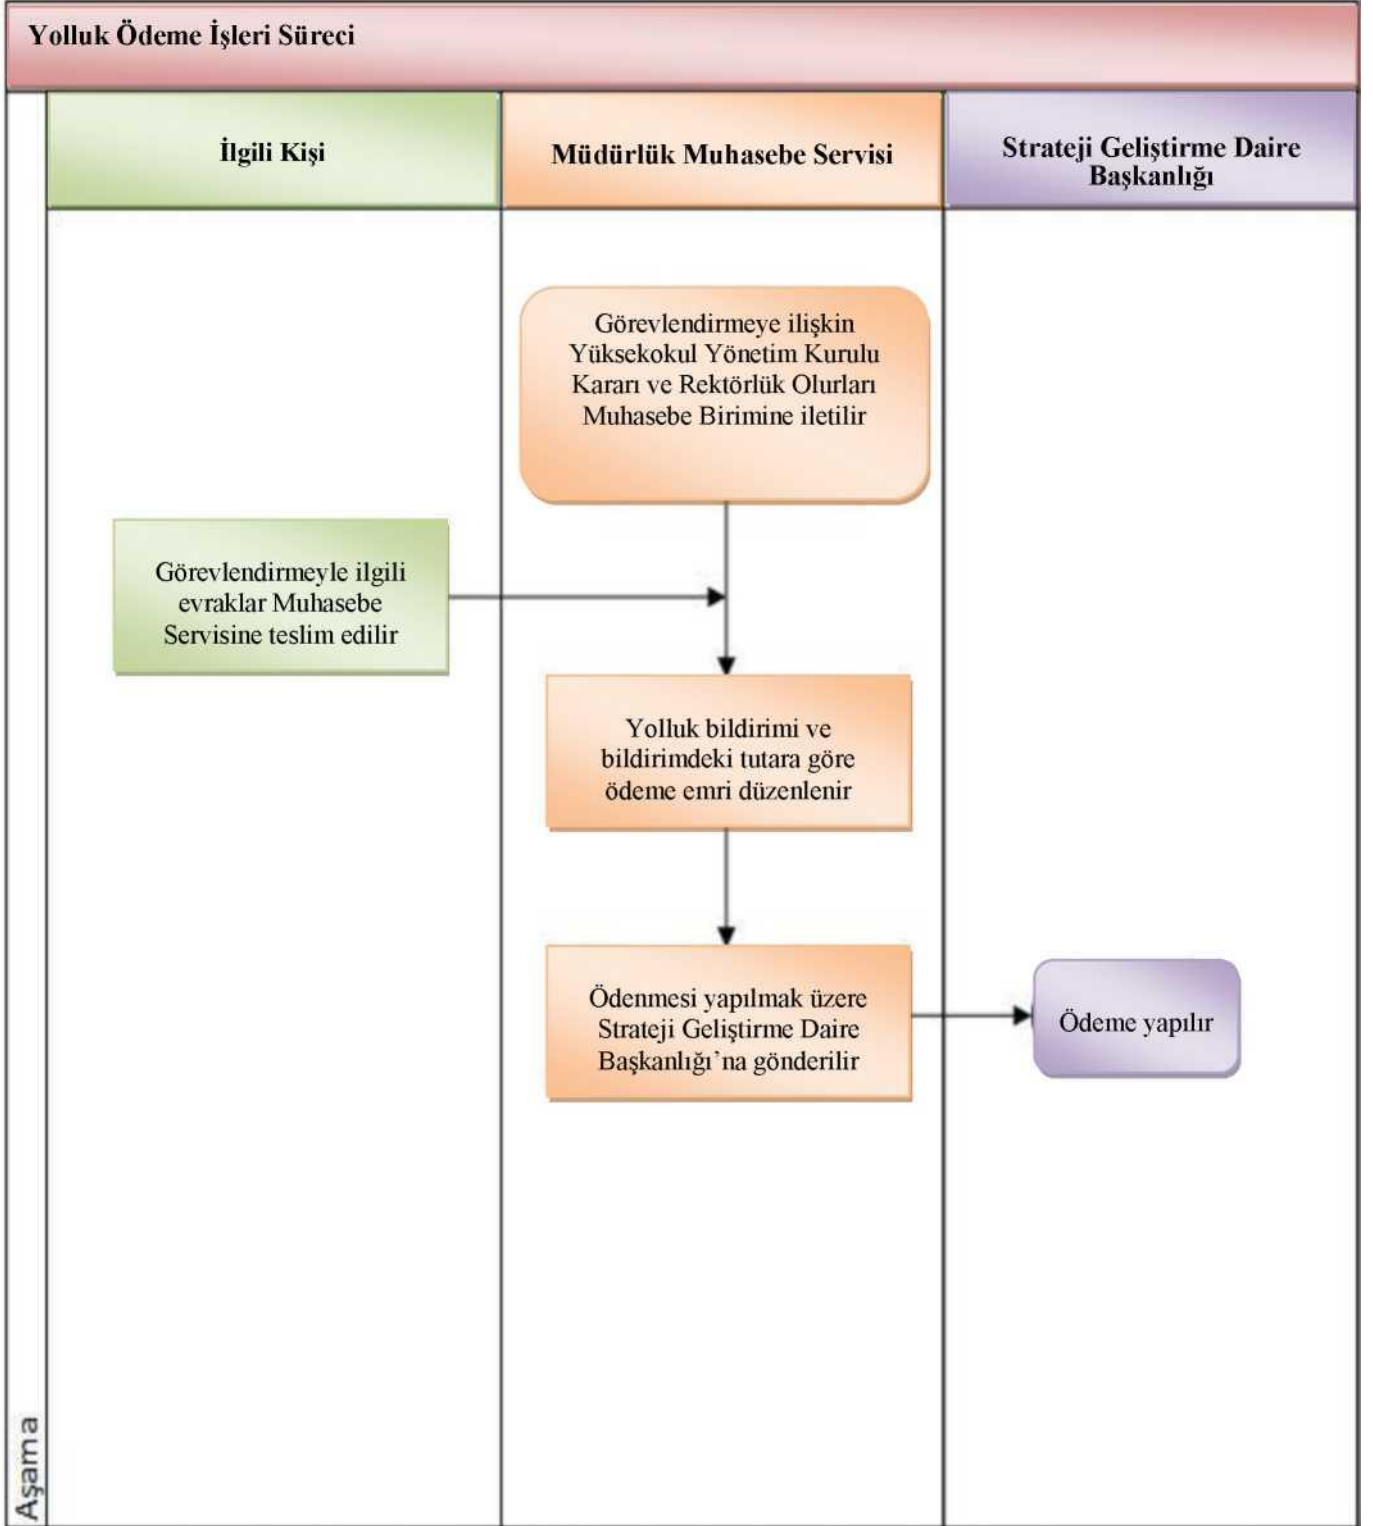 Yolluk Ödeme İşleri Süreci
İlgili Kişi
Müdürlük Muhasebe Servisi
Strateji Geliştirme Daire
Başkanlığı
Görevlendirmeye ilişkin
Yüksekokul Yönetim Kurulu
Kararı ve Rektörlük Olurları
Muhasebe Birimine iletilir
Görevlendirmeyle ilgili
evraklar Muhasebe
Servisine teslim edilir
Yolluk bildirimi ve
bildirimdeki tutara göre
ödeme emri düzenlenir
Ödenmesi yapılmak üzere
Strateji Geliştirme Daire
Başkanlığı’na gönderilir
Ödeme yapılır
Aşama